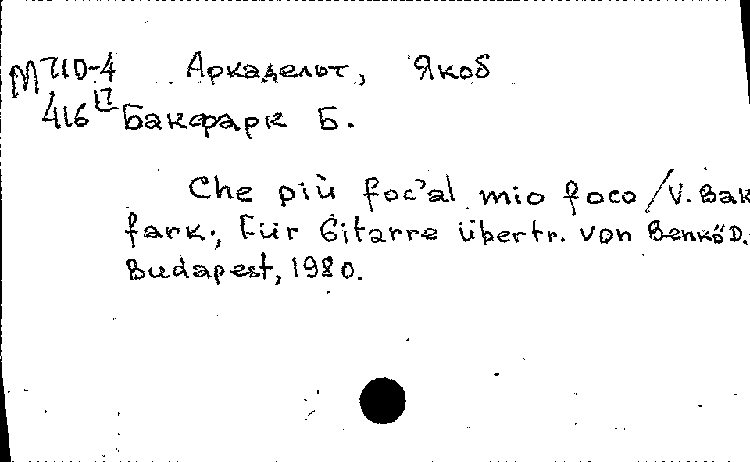 М 710-4 Аркадельт, Якоб
416 Бакфарк Б.
Che più foc'al mio foco / V. Bak
fark., Für Gitarre übertr. von Benkő D.
Budapest, 1980.